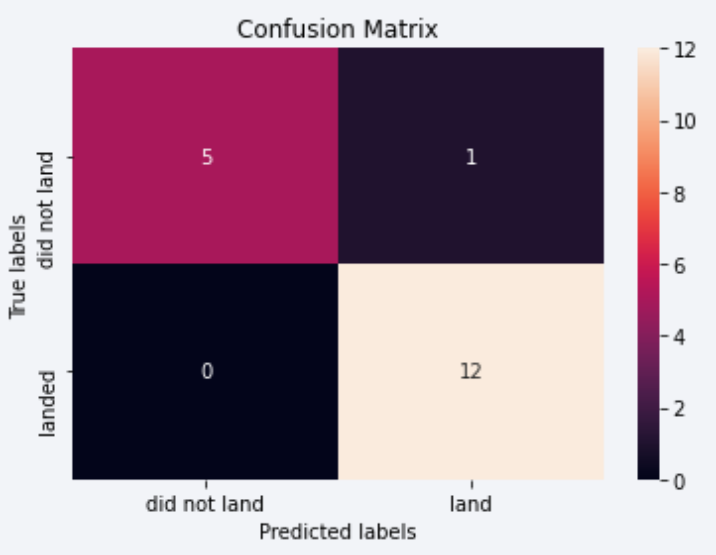 Confusion Matrix
True labels
did not land
landed
5
1
0
12
did not land
land
Predicted labels
12
10
8
6
4
2
0